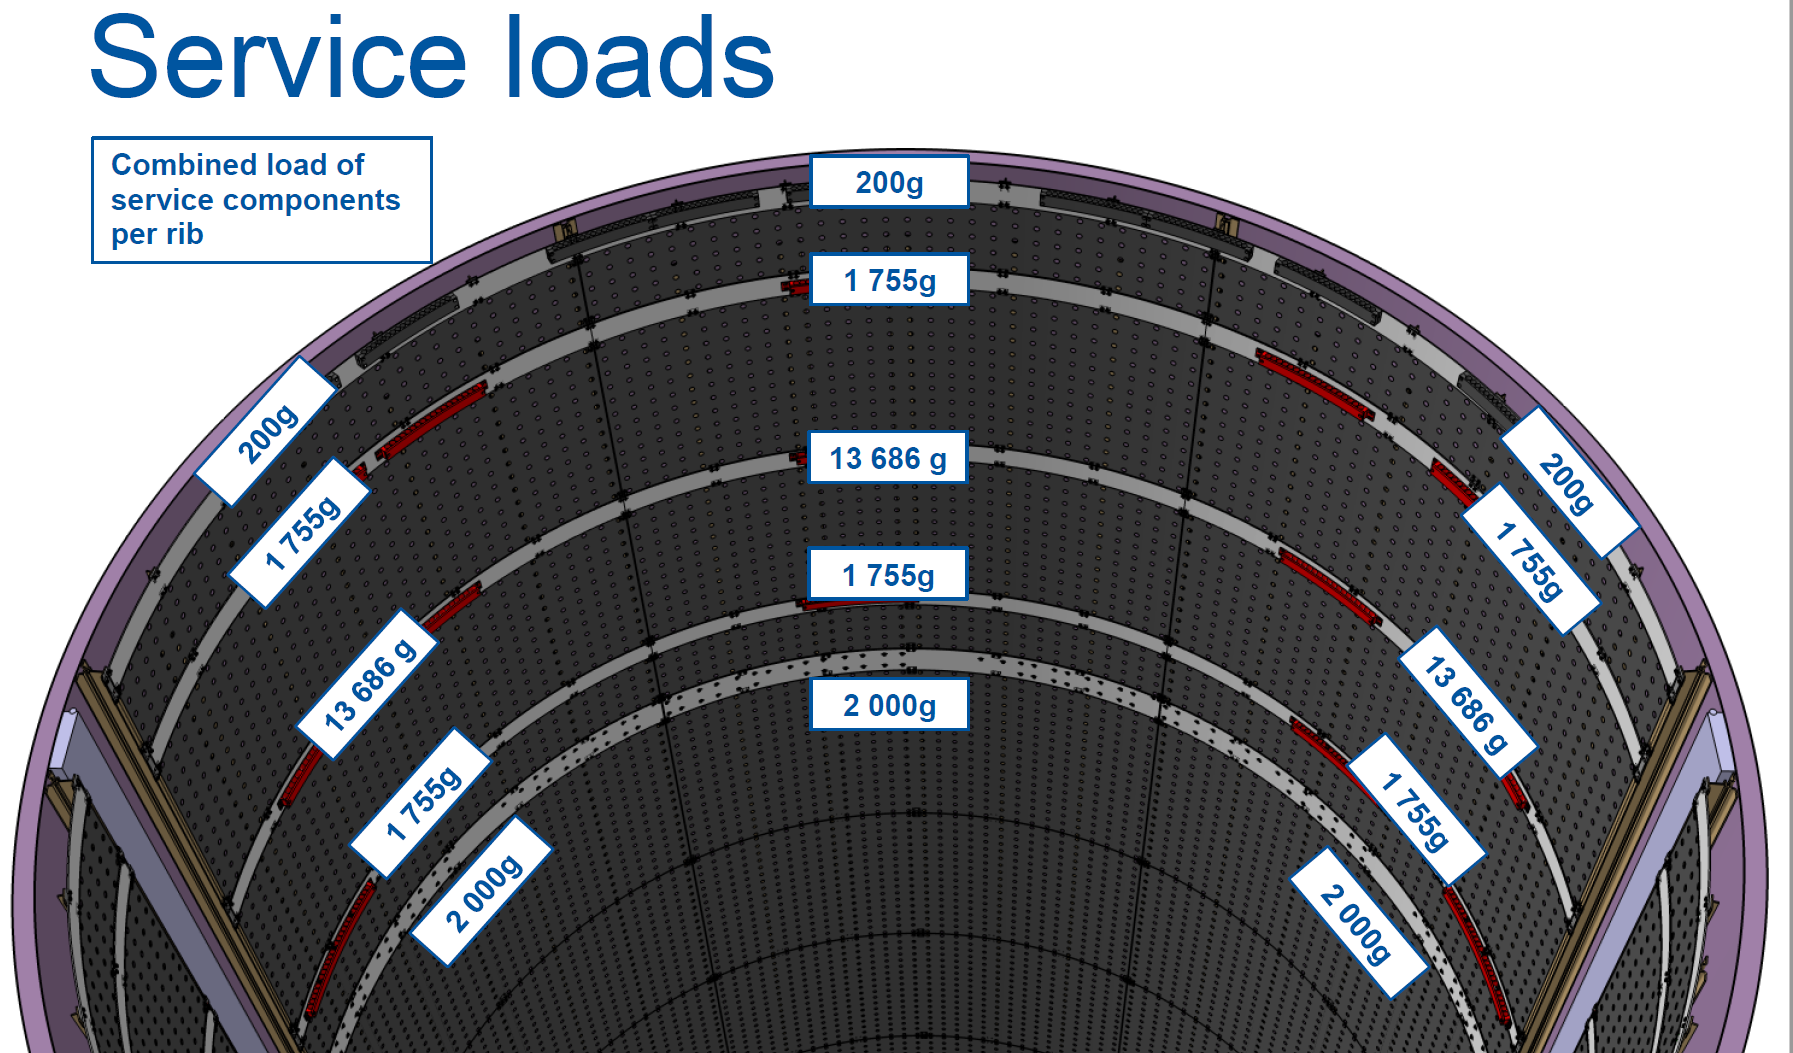 Service loads
Combined load of
service components
per rib
200g
1 755g
13 686 g
1 755g
2 000g
200g
1 755g
13 686 g
1 755g
2 000g
200g
1 755g
13 686 g
1 755g
2 000g